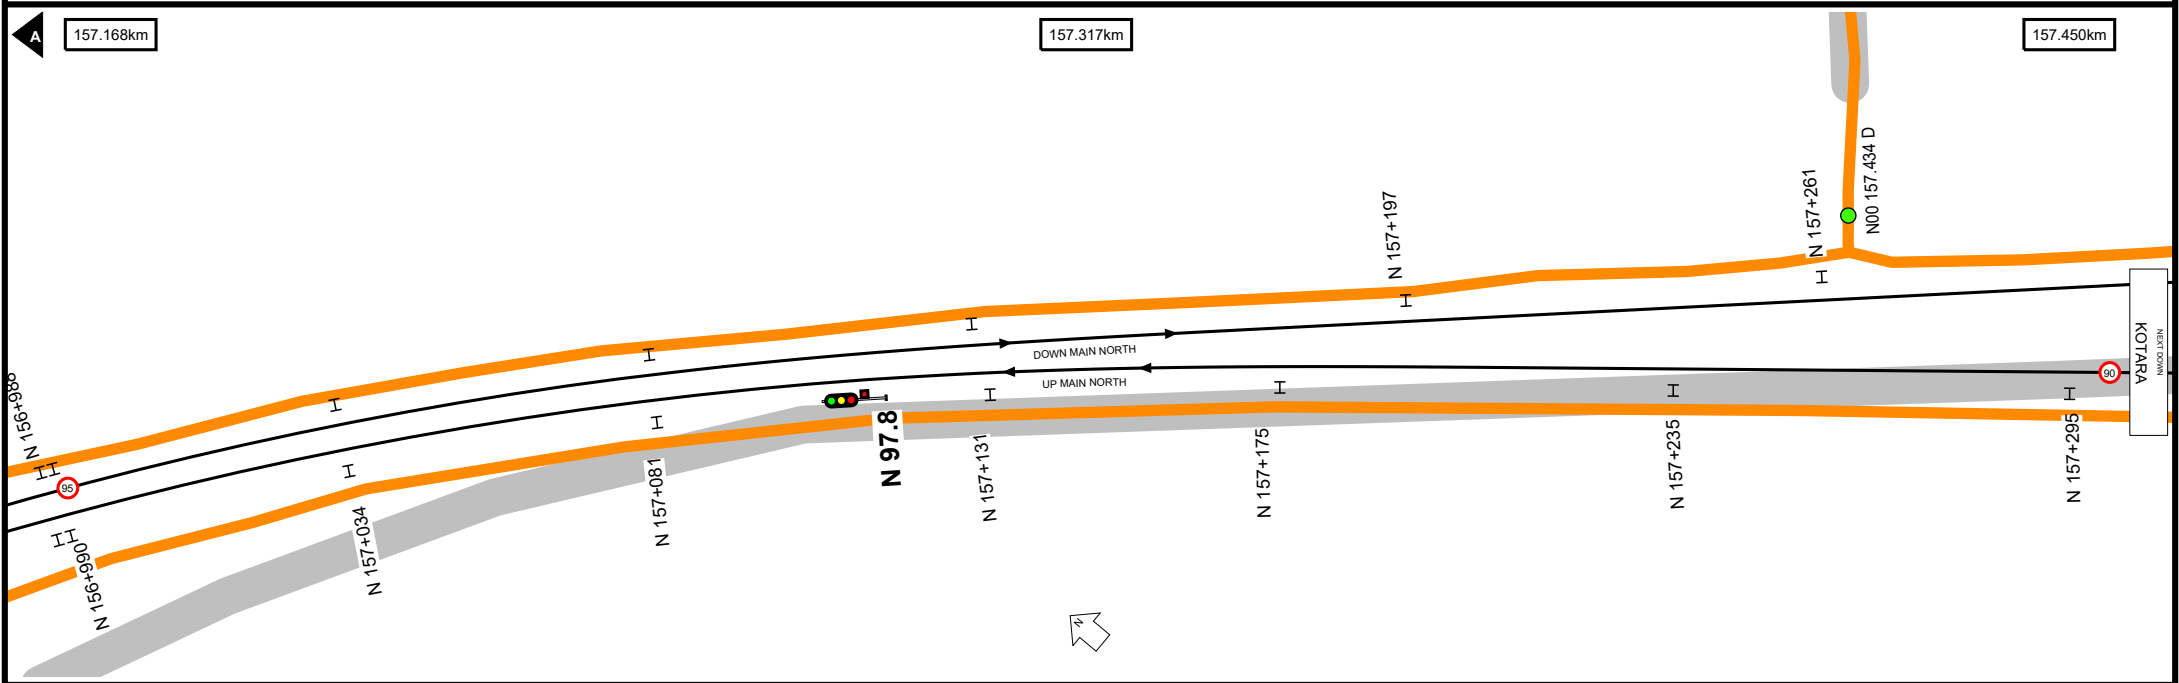 A
157.168km
157.317km
157.450km
N 156+988
95
N 156+990
N 157+034
N 157+081
N 97.8
N 157+131
DOWN MAIN NORTH
UP MAIN NORTH
N 157+175
N 157+197
N 157+235
N 157+261
N00 157.434 D
N 157+295
90
NEXT DOWN
KOTARA
N